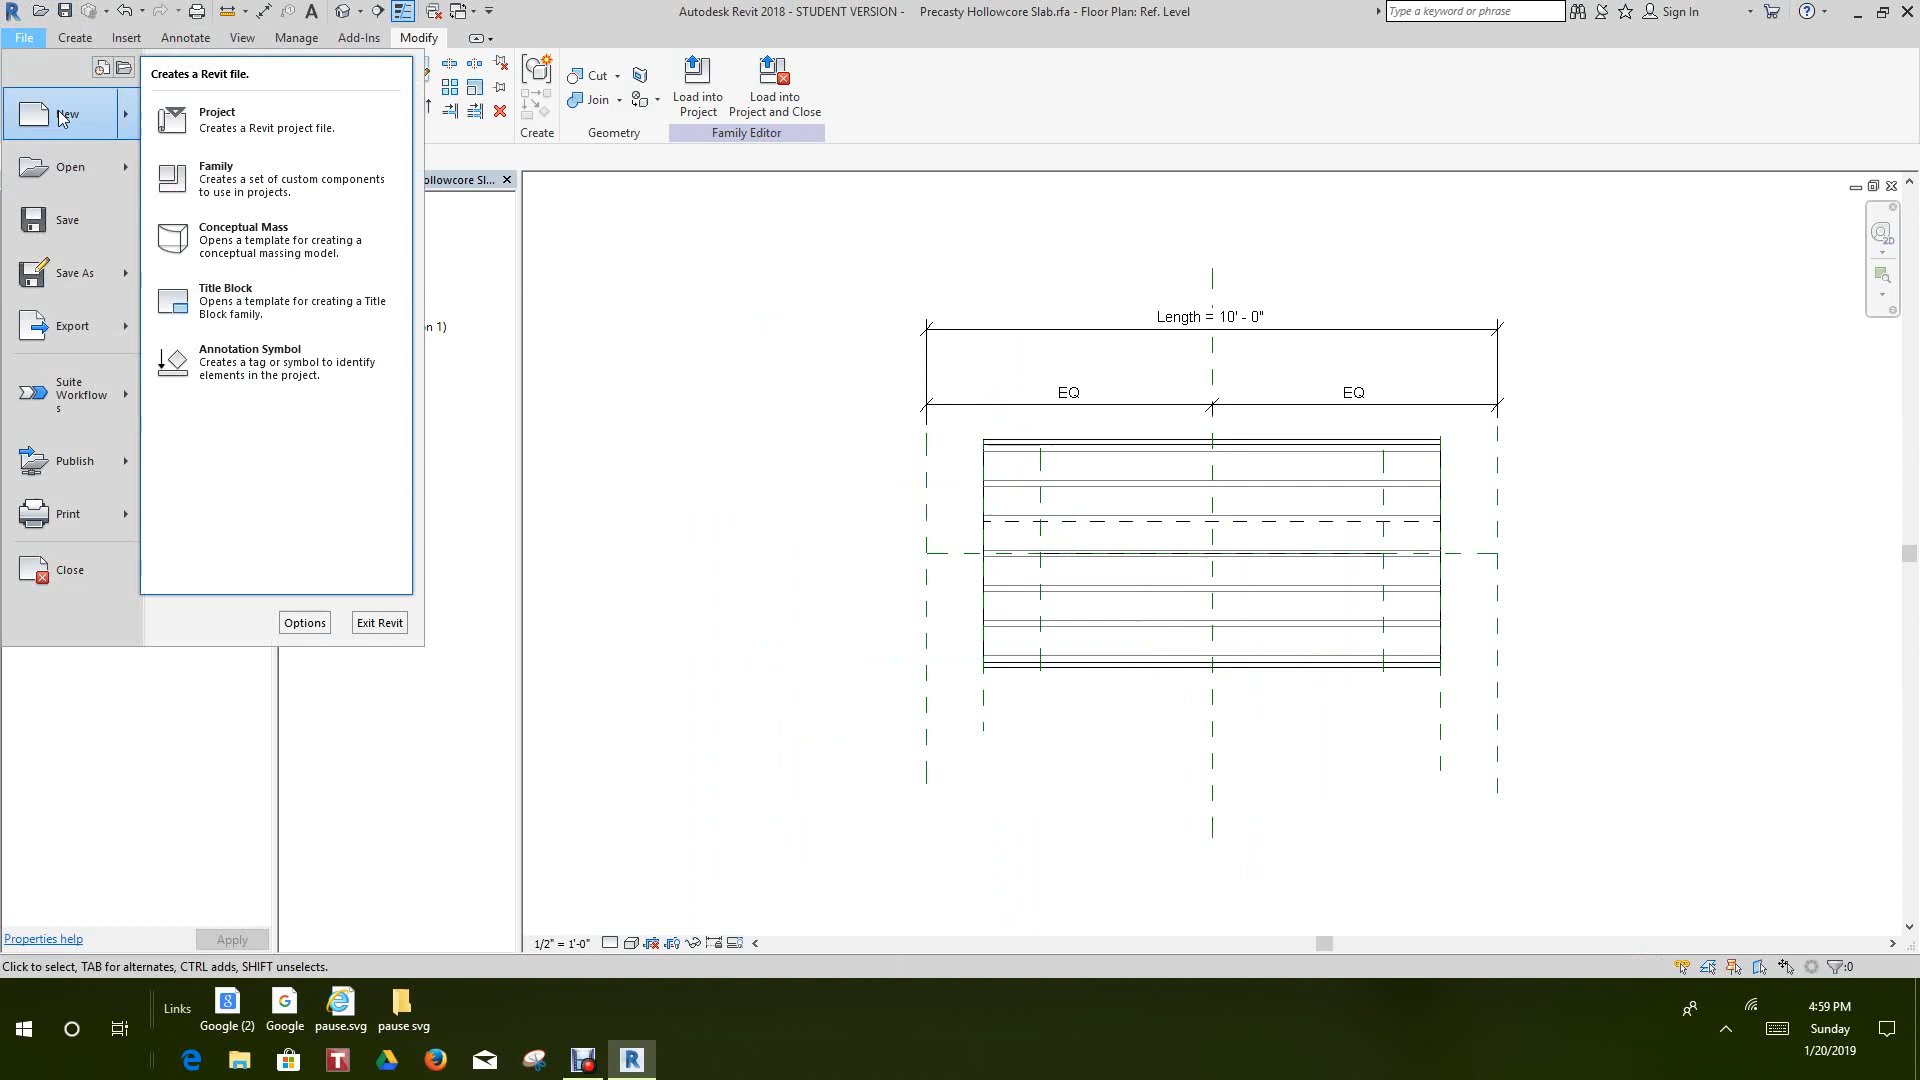 Autodesk Revit 2018 - STUDENT VERSION - Precasty Hollowcore Slab.rfa - Floor Plan: Ref. Level
Type a keyword or phrase
Sign In
File Create Insert Annotate View Manage Add-Ins Modify
Creates a Revit file.
New
Project
Creates a Revit project file.
Family
Creates a set of custom components
to use in projects.
Conceptual Mass
Opens a template for creating a
conceptual massing model.
Title Block
Opens a template for creating a Title
Block family.
Annotation Symbol
Creates a tag or symbol to identify
elements in the project.
Open
Save
Save As
Export
Suite
Workflow
s
Publish
Print
Close
Options
Exit Revit
Cut
Join
Load into
Project
Load into
Project and Close
Create
Geometry
Family Editor
ollowcore Sl...
on 1)
Length = 10' - 0"
EQ
EQ
2D
Properties help
Apply
1/2" = 1'-0"
Click to select, TAB for alternates, CTRL adds, SHIFT unselects.
:0
Links
Google (2)
Google
pause.svg
pause svg
4:59 PM
Sunday
1/20/2019